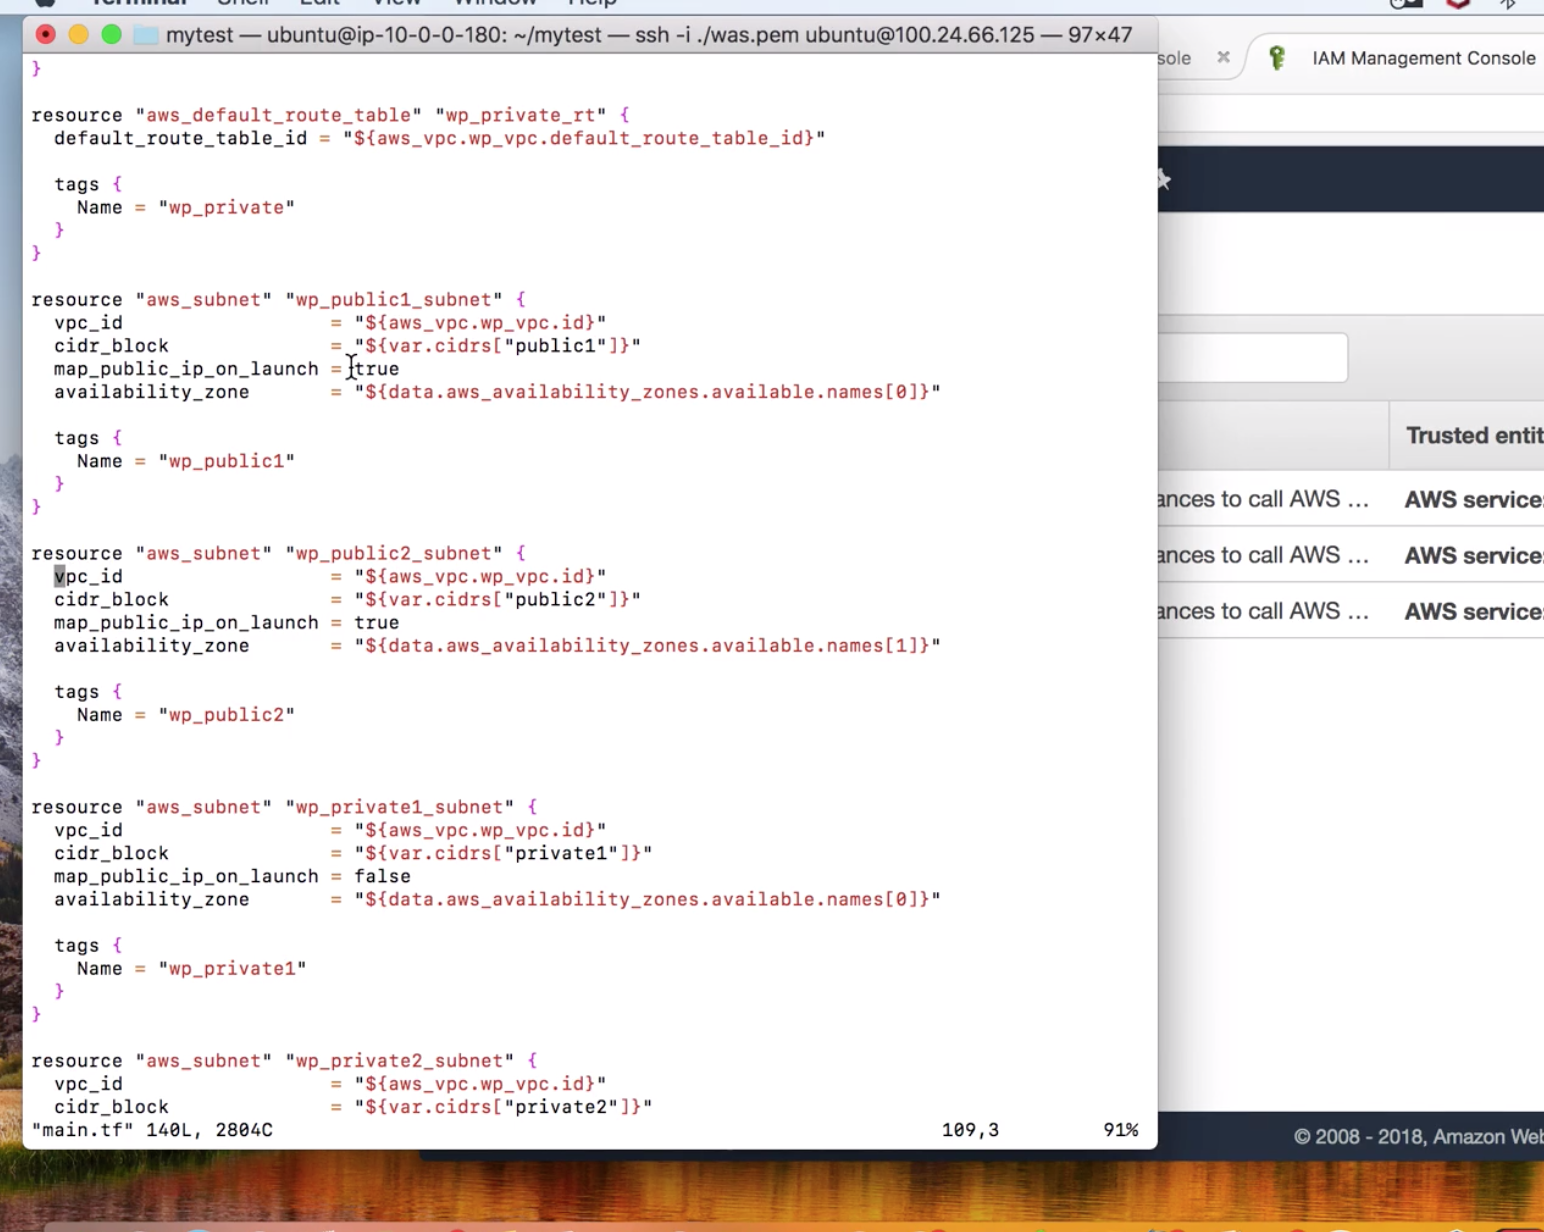 Terminal Shell Edit View Window Help
mytest — ubuntu@ip-10-0-0-180: ~/mytest — ssh -i ./was.pem ubuntu@100.24.66.125 — 97×47
sole × IAM Management Console
}
resource "aws_default_route_table" "wp_private_rt" {
  default_route_table_id = "${aws_vpc.wp_vpc.default_route_table_id}"
  tags {
    Name = "wp_private"
  }
}
resource "aws_subnet" "wp_public1_subnet" {
  vpc_id                  = "${aws_vpc.wp_vpc.id}"
  cidr_block              = "${var.cidrs["public1"]}"
  map_public_ip_on_launch = true
  availability_zone       = "${data.aws_availability_zones.available.names[0]}"
  tags {
    Name = "wp_public1"
  }
}
resource "aws_subnet" "wp_public2_subnet" {
  vpc_id                  = "${aws_vpc.wp_vpc.id}"
  cidr_block              = "${var.cidrs["public2"]}"
  map_public_ip_on_launch = true
  availability_zone       = "${data.aws_availability_zones.available.names[1]}"
  tags {
    Name = "wp_public2"
  }
}
resource "aws_subnet" "wp_private1_subnet" {
  vpc_id                  = "${aws_vpc.wp_vpc.id}"
  cidr_block              = "${var.cidrs["private1"]}"
  map_public_ip_on_launch = false
  availability_zone       = "${data.aws_availability_zones.available.names[0]}"
  tags {
    Name = "wp_private1"
  }
}
resource "aws_subnet" "wp_private2_subnet" {
  vpc_id                  = "${aws_vpc.wp_vpc.id}"
  cidr_block              = "${var.cidrs["private2"]}"
"main.tf" 140L, 2804C 109,3 91%
Trusted entit
ances to call AWS ... AWS service:
ances to call AWS ... AWS service:
ances to call AWS ... AWS service:
© 2008 - 2018, Amazon Web